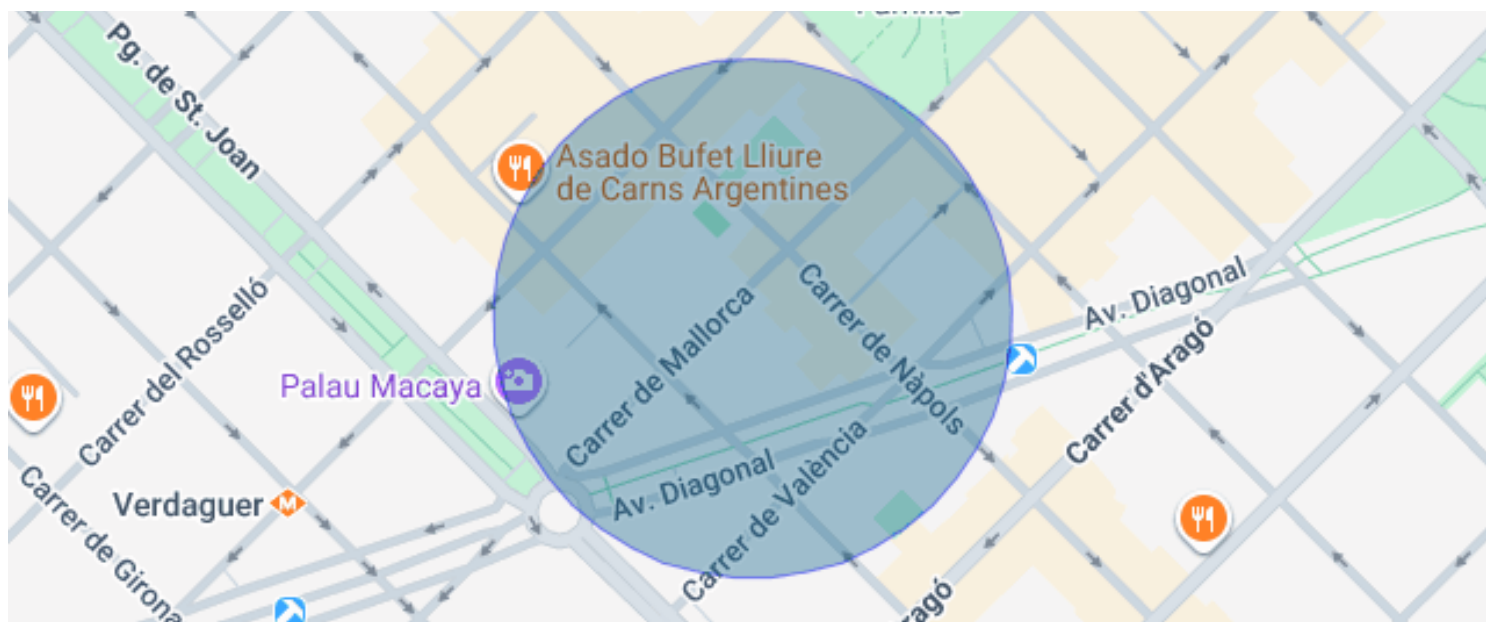 Pg. de St. Joan
Asado Bufet Lliure
de Carns Argentines
Carrer de Mallorca
Carrer de Nàpols
Av. Diagonal
Carrer d'Aragó
Carrer del Rosselló
Palau Macaya
Verdaguer
M
Carrer de Girona
Av. Diagonal
Carrer de València